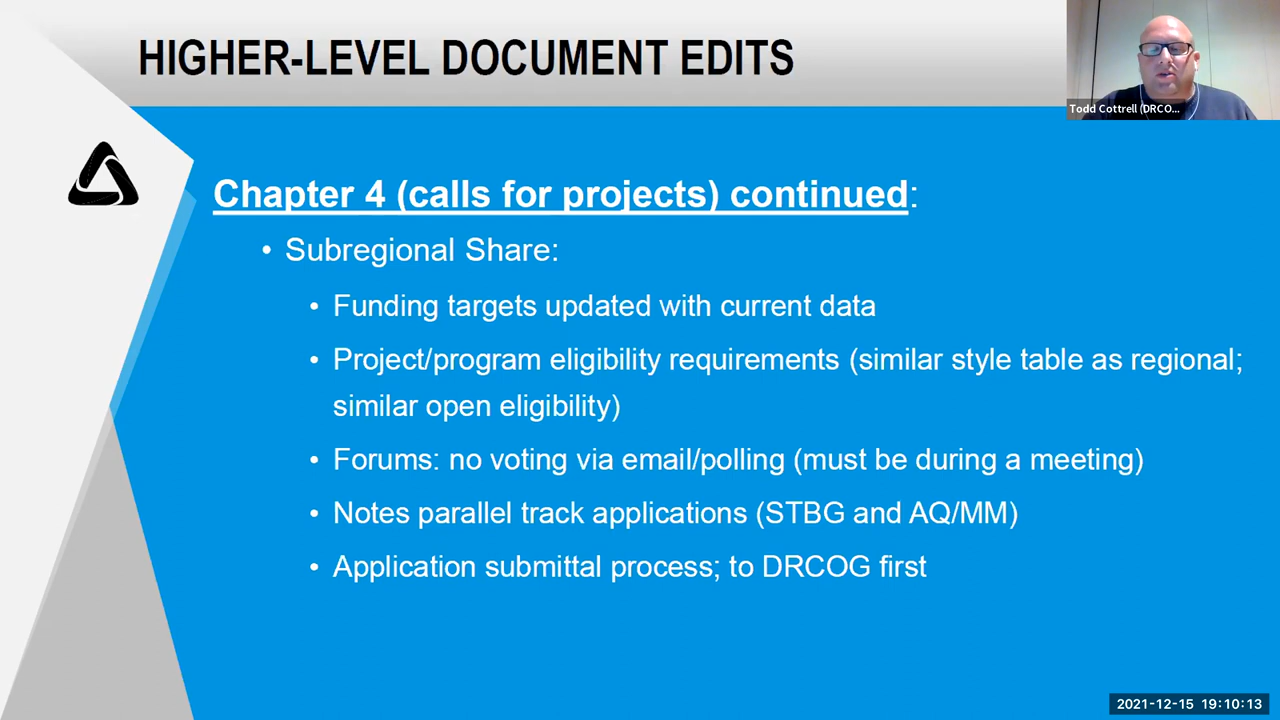 HIGHER-LEVEL DOCUMENT EDITS
Todd Cottrell (DRCO...
Chapter 4 (calls for projects) continued:
• Subregional Share:
• Funding targets updated with current data
• Project/program eligibility requirements (similar style table as regional;
similar open eligibility)
• Forums: no voting via email/polling (must be during a meeting)
• Notes parallel track applications (STBG and AQ/MM)
• Application submittal process; to DRCOG first
2021-12-15 19:10:13